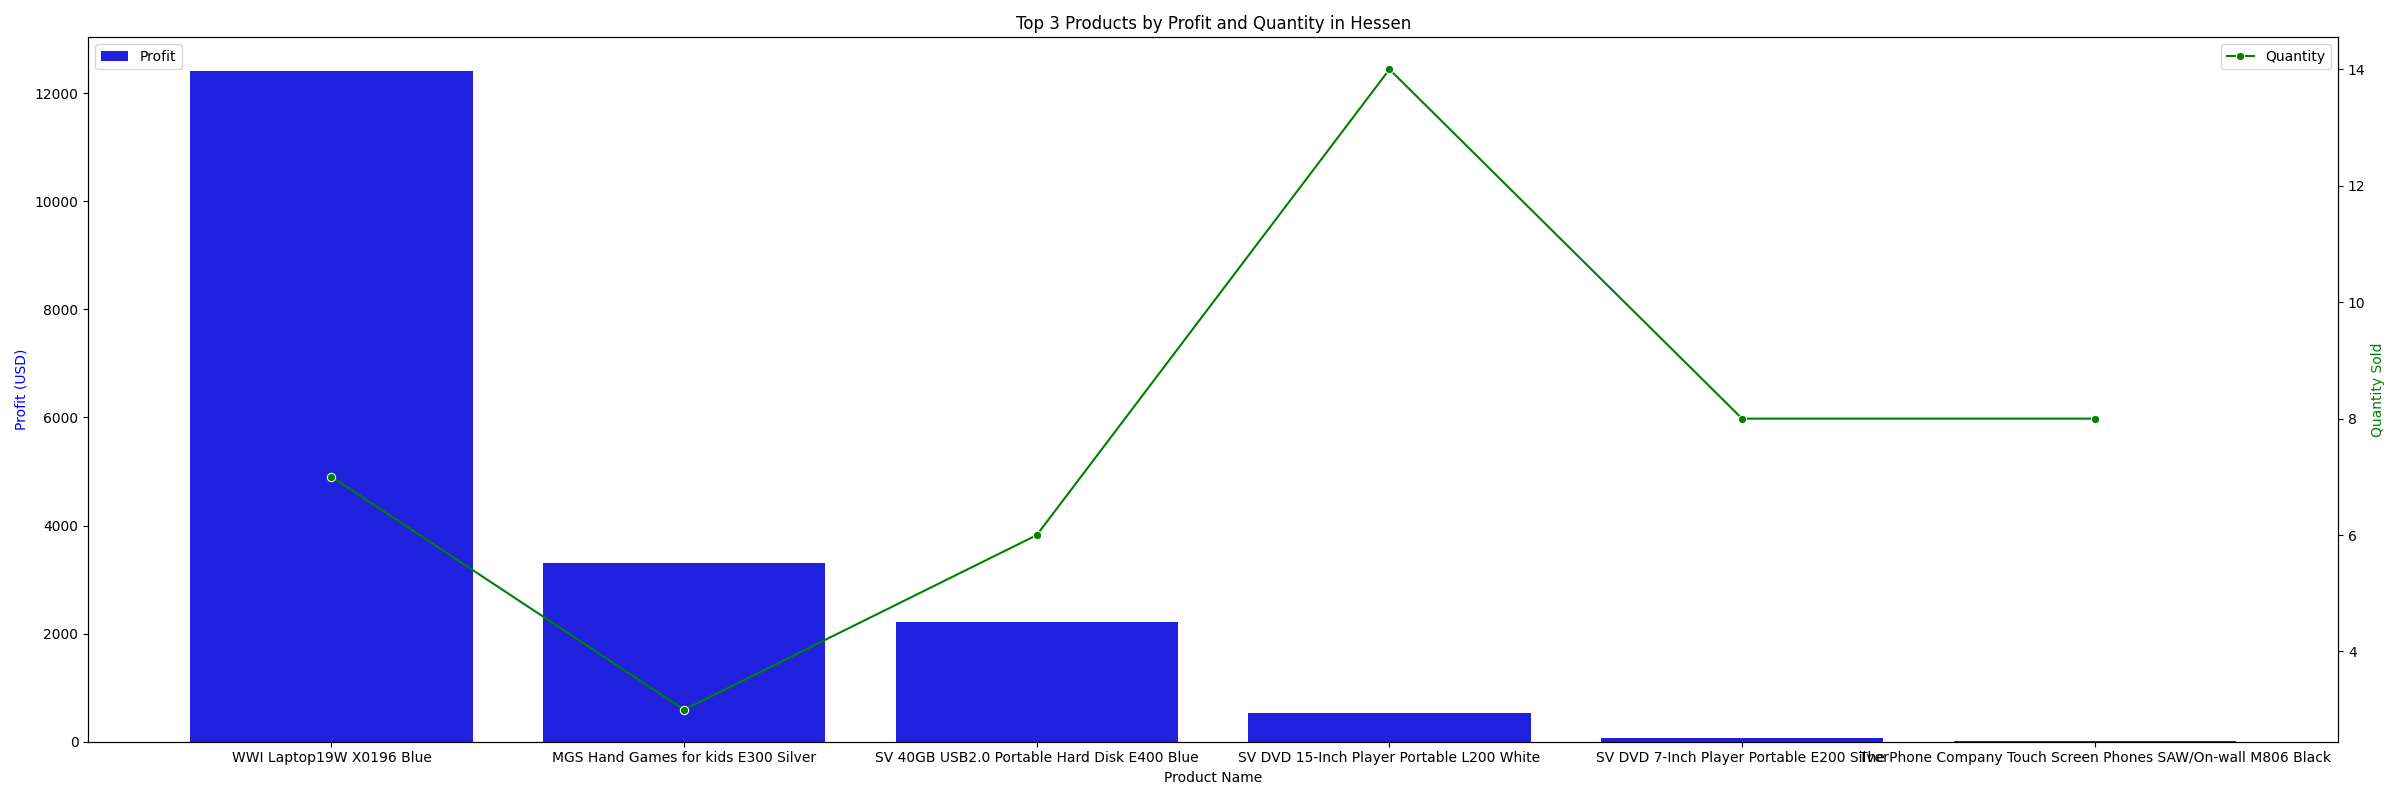 Top 3 Products by Profit and Quantity in Hessen
Profit
Quantity
12000
10000
8000
6000
4000
2000
0
Profit (USD)
14
12
10
8
6
4
Quantity Sold
WWI Laptop19W X0196 Blue
MGS Hand Games for kids E300 Silver
SV 40GB USB2.0 Portable Hard Disk E400 Blue
SV DVD 15-Inch Player Portable L200 White
SV DVD 7-Inch Player Portable E200 Silver
The Phone Company Touch Screen Phones SAW/On-wall M806 Black
Product Name